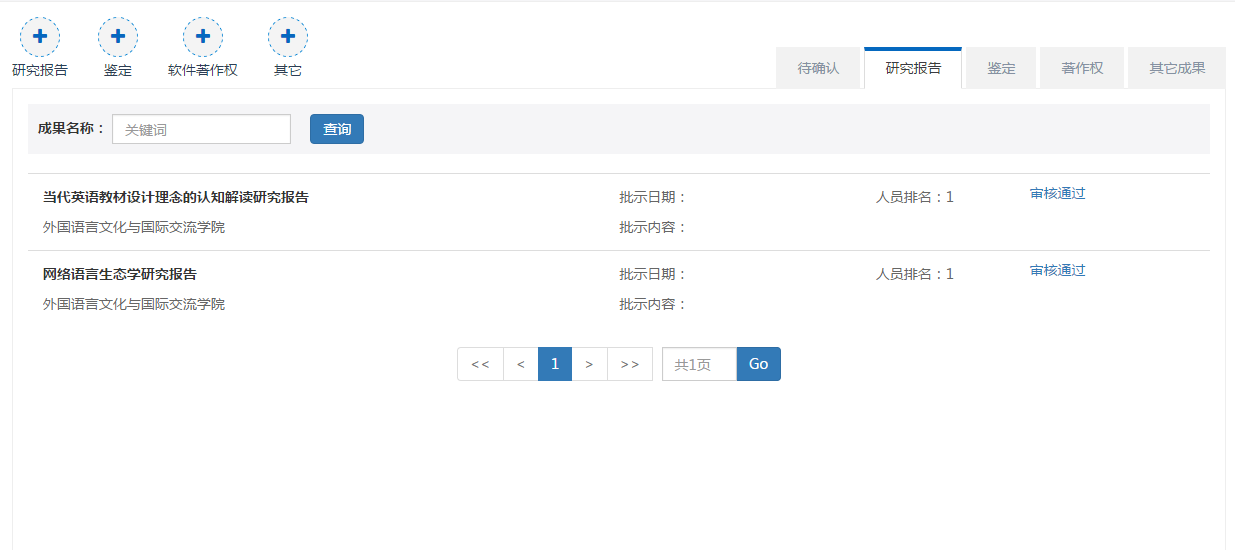 研究报告 鉴定 软件著作权 其它
待确认 研究报告 鉴定 著作权 其它成果
成果名称： 关键词 查询
当代英语教材设计理念的认知解读研究报告 批示日期： 人员排名：1 审核通过
外国语言文化与国际交流学院 批示内容：
网络语言生态学研究报告 批示日期： 人员排名：1 审核通过
外国语言文化与国际交流学院 批示内容：
<< < 1 > >> 共1页 Go